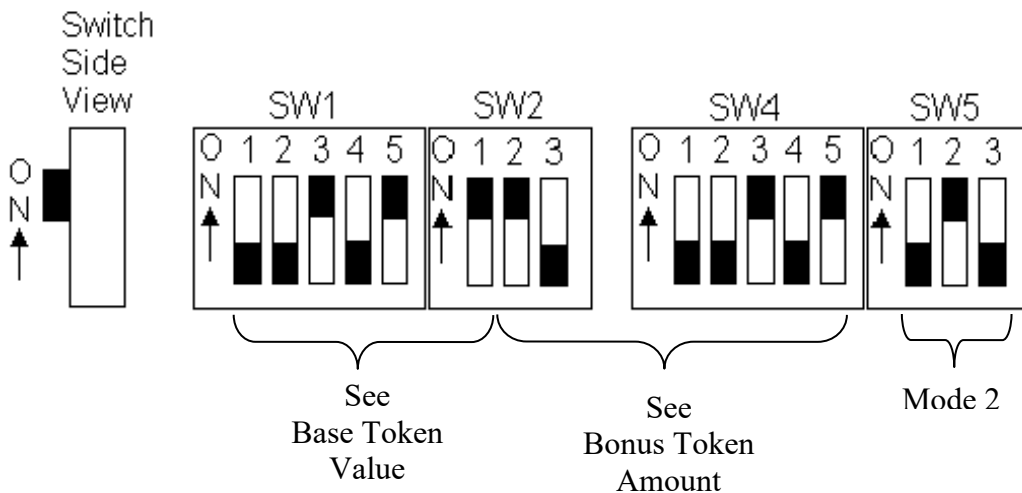 Switch
Side
View
SW1 SW2 SW4 SW5
O 1 2 3 4 5 O 1 2 3 O 1 2 3 4 5 O 1 2 3
O N N N N
N
See
Base Token
Value
See
Bonus Token
Amount
Mode 2